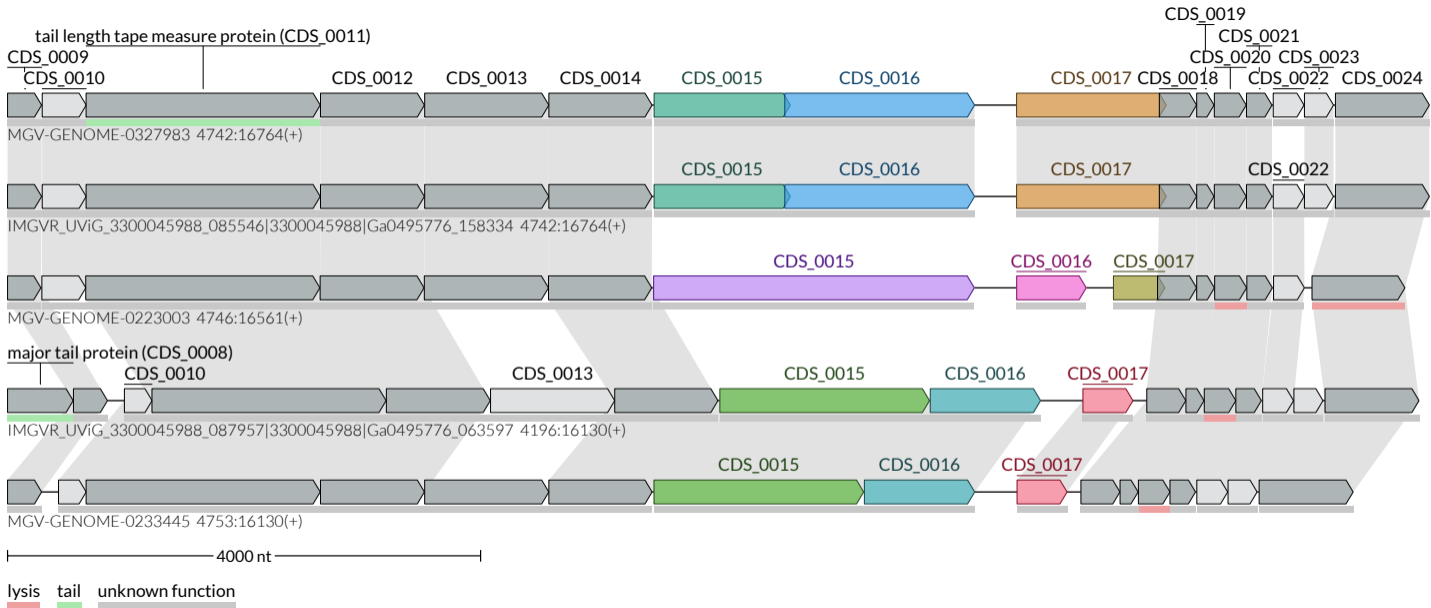 CDS_0019
tail length tape measure protein (CDS_0011) CDS_0021
CDS_0009 CDS_0020 CDS_0023
CDS_0010 CDS_0012 CDS_0013 CDS_0014 CDS_0015 CDS_0016 CDS_0017 CDS_0018 CDS_0022 CDS_0024
MGV-GENOME-0327983 4742:16764(+)
CDS_0015 CDS_0016 CDS_0017 CDS_0022
IMGVR_UViG_3300045988_085546|3300045988|Ga0495776_158334 4742:16764(+)
CDS_0015 CDS_0016 CDS_0017
MGV-GENOME-0223003 4746:16561(+)
major tail protein (CDS_0008)
CDS_0010 CDS_0013 CDS_0015 CDS_0016 CDS_0017
IMGVR_UViG_3300045988_087957|3300045988|Ga0495776_063597 4196:16130(+)
CDS_0015 CDS_0016 CDS_0017
MGV-GENOME-0233445 4753:16130(+)
4000 nt
lysis tail unknown function